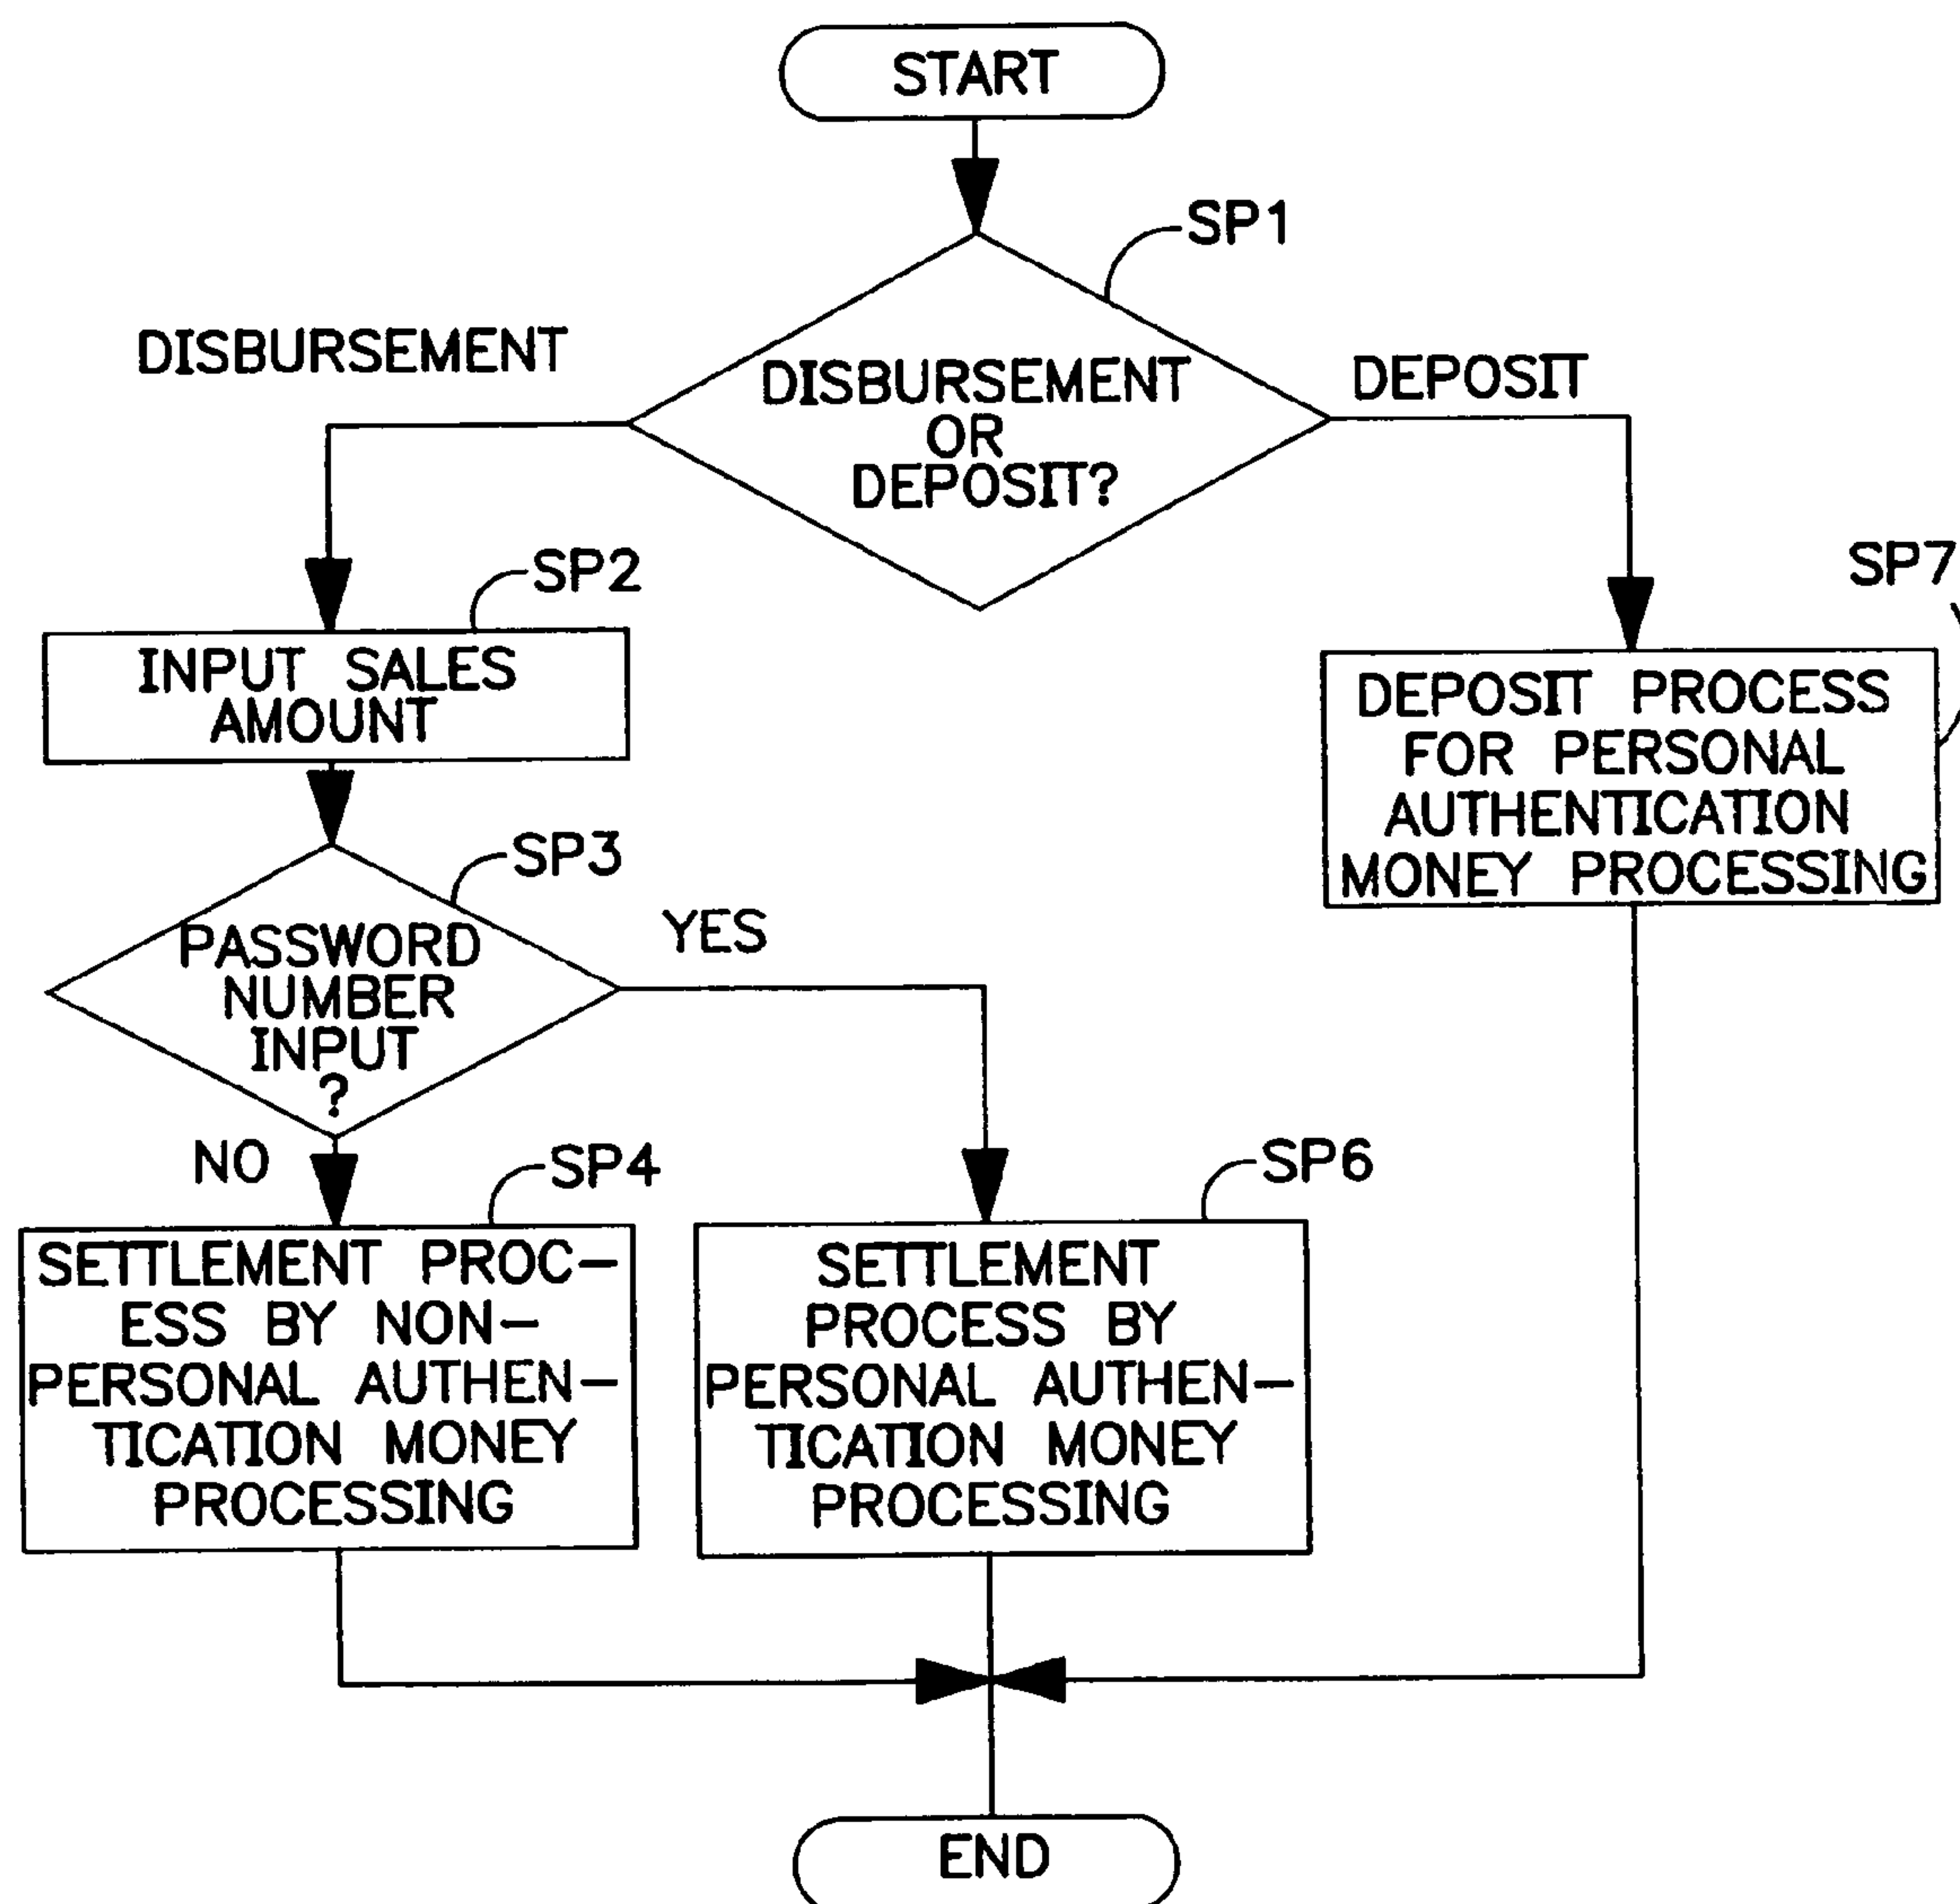 START
SP1
DISBURSEMENT
DISBURSEMENT
OR
DEPOSIT?
DEPOSIT
SP2
INPUT SALES
AMOUNT
SP7
DEPOSIT PROCESS
FOR PERSONAL
AUTHENTICATION
MONEY PROCESSING
SP3
PASSWORD
NUMBER
INPUT
?
YES
NO
SP4
SETTLEMENT PROC-
ESS BY NON-
PERSONAL AUTHEN-
TICATION MONEY
PROCESSING
SP6
SETTLEMENT
PROCESS BY
PERSONAL AUTHEN-
TICATION MONEY
PROCESSING
END